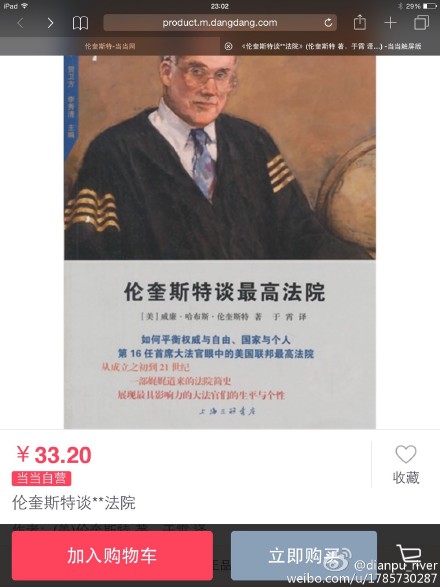 iPad
23:02
29%
product.m.dangdang.com
伦奎斯特-当当网
《伦奎斯特谈**法院》(伦奎斯特 著，于霄 译...) -当当触屏版
主编
伦奎斯特谈最高法院
[美] 威廉·哈布斯·伦奎斯特 著 于 霄 译
如何平衡权威与自由、国家与个人
第16任首席大法官眼中的美国联邦最高法院
从成立之初到21世纪
一部娓娓道来的法院简史
展现最具影响力的大法官们的生平与个性
上海三联书店
¥33.20
当当自营
收藏
伦奎斯特谈**法院
加入购物车
立即购买
@dianpu_river
weibo.com/u/1785730287